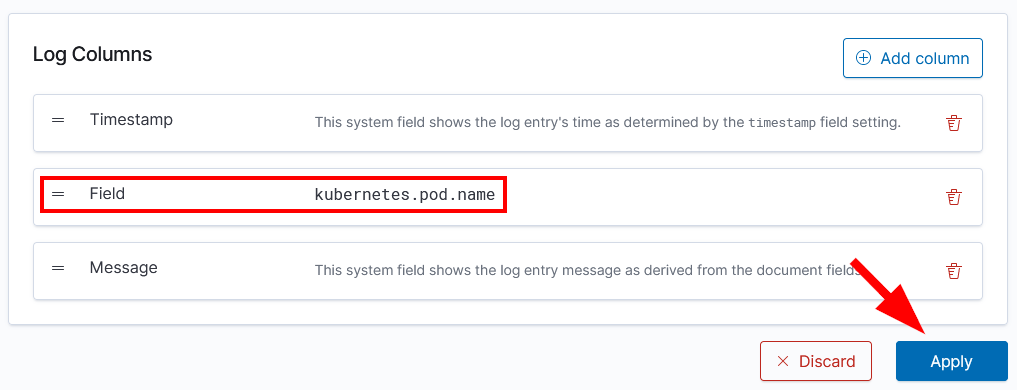 Log Columns
Add column
Timestamp This system field shows the log entry's time as determined by the timestamp field setting.
Field kubernetes.pod.name
Message This system field shows the log entry message as derived from the document fields
Discard
Apply